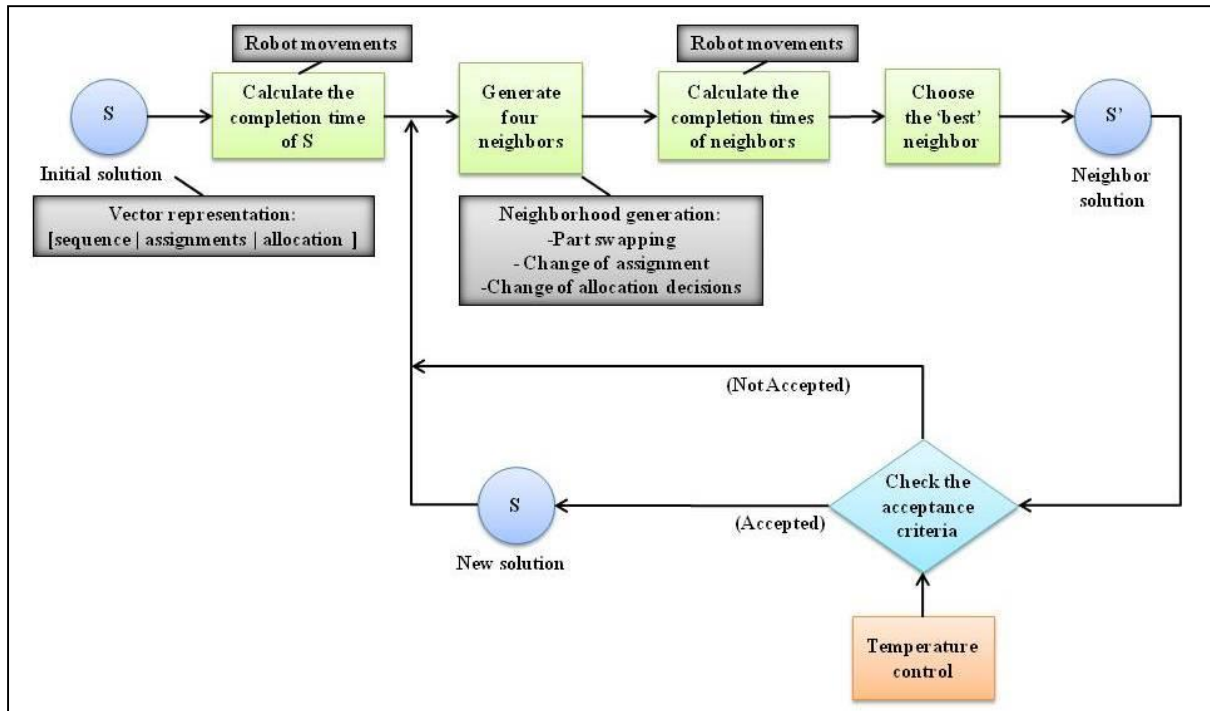 Robot movements
S
Initial solution
Calculate the
completion time
of S
Vector representation:
[sequence | assignments | allocation ]
Generate
four
neighbors
Neighborhood generation:
-Part swapping
- Change of assignment
-Change of allocation decisions
Robot movements
Calculate the
completion times
of neighbors
Choose
the ‘best’
neighbor
S’
Neighbor
solution
(Not Accepted)
Check the
acceptance
criteria
(Accepted)
S
New solution
Temperature
control